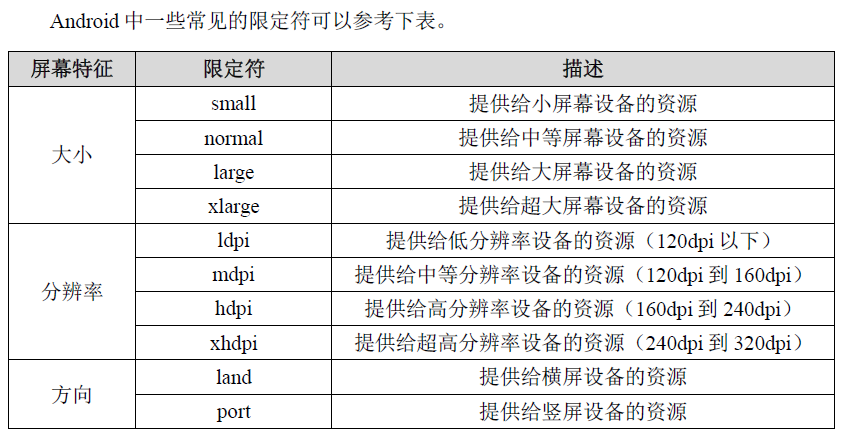 Android 中一些常见的限定符可以参考下表。
屏幕特征 限定符 描述
大小
small 提供给小屏幕设备的资源
normal 提供给中等屏幕设备的资源
large 提供给大屏幕设备的资源
xlarge 提供给超大屏幕设备的资源
分辨率
ldpi 提供给低分辨率设备的资源（120dpi 以下）
mdpi 提供给中等分辨率设备的资源（120dpi 到 160dpi）
hdpi 提供给高分辨率设备的资源（160dpi 到 240dpi）
xhdpi 提供给超高分辨率设备的资源（240dpi 到 320dpi）
方向
land 提供给横屏设备的资源
port 提供给竖屏设备的资源